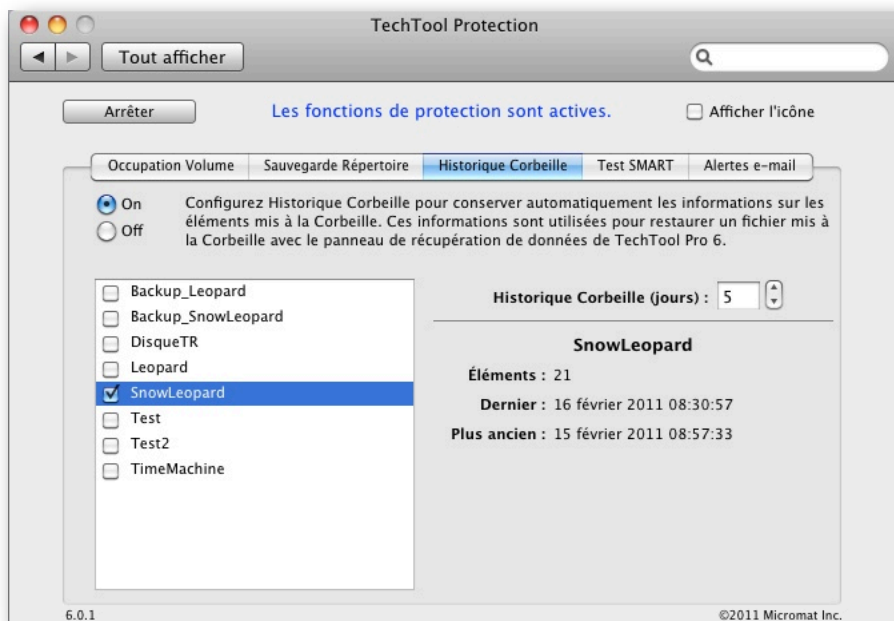 TechTool Protection
Tout afficher
Arrêter
Les fonctions de protection sont actives.
Afficher l'icône
Occupation Volume
Sauvegarde Répertoire
Historique Corbeille
Test SMART
Alertes e-mail
On
Off
Configurez Historique Corbeille pour conserver automatiquement les informations sur les
éléments mis à la Corbeille. Ces informations sont utilisées pour restaurer un fichier mis à
la Corbeille avec le panneau de récupération de données de TechTool Pro 6.
Backup_Leopard
Backup_SnowLeopard
DisqueTR
Leopard
SnowLeopard
Test
Test2
TimeMachine
Historique Corbeille (jours) : 5
SnowLeopard
Éléments : 21
Dernier : 16 février 2011 08:30:57
Plus ancien : 15 février 2011 08:57:33
6.0.1
©2011 Micromat Inc.